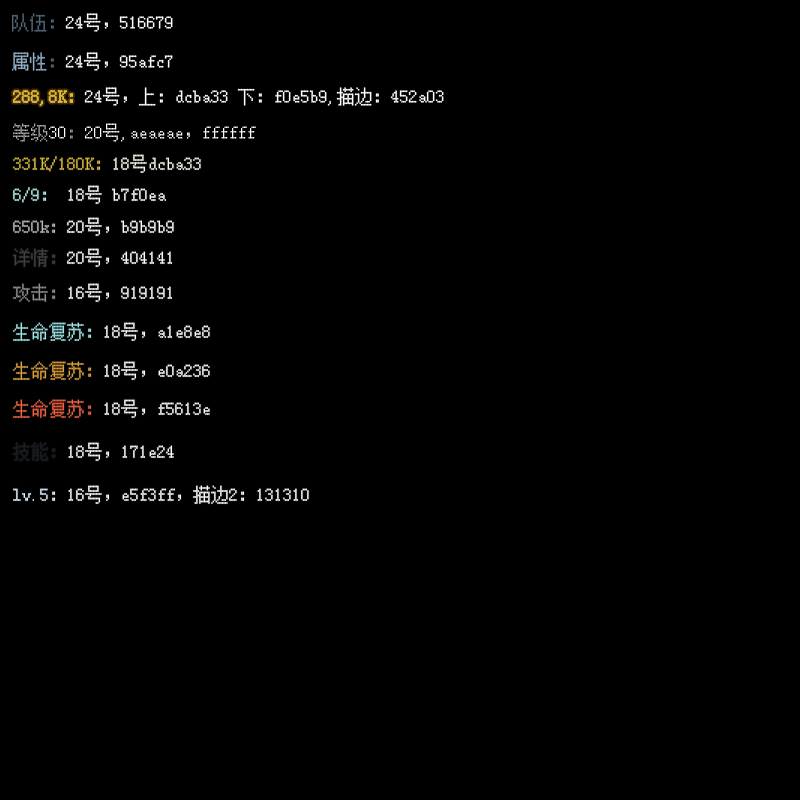 队伍：24号，516679
属性：24号，95afc7
288,8K：24号，上：dcba33 下：f0e5b9,描边：452a03
等级30：20号,aeaeae，ffffff
331K/180K：18号dcba33
6/9： 18号 b7f0ea
650k：20号，b9b9b9
详情：20号，404141
攻击：16号，919191
生命复苏：18号，a1e8e8
生命复苏：18号，e0a236
生命复苏：18号，f5613e
技能：18号，171e24
lv.5：16号，e5f3ff，描边2：131310